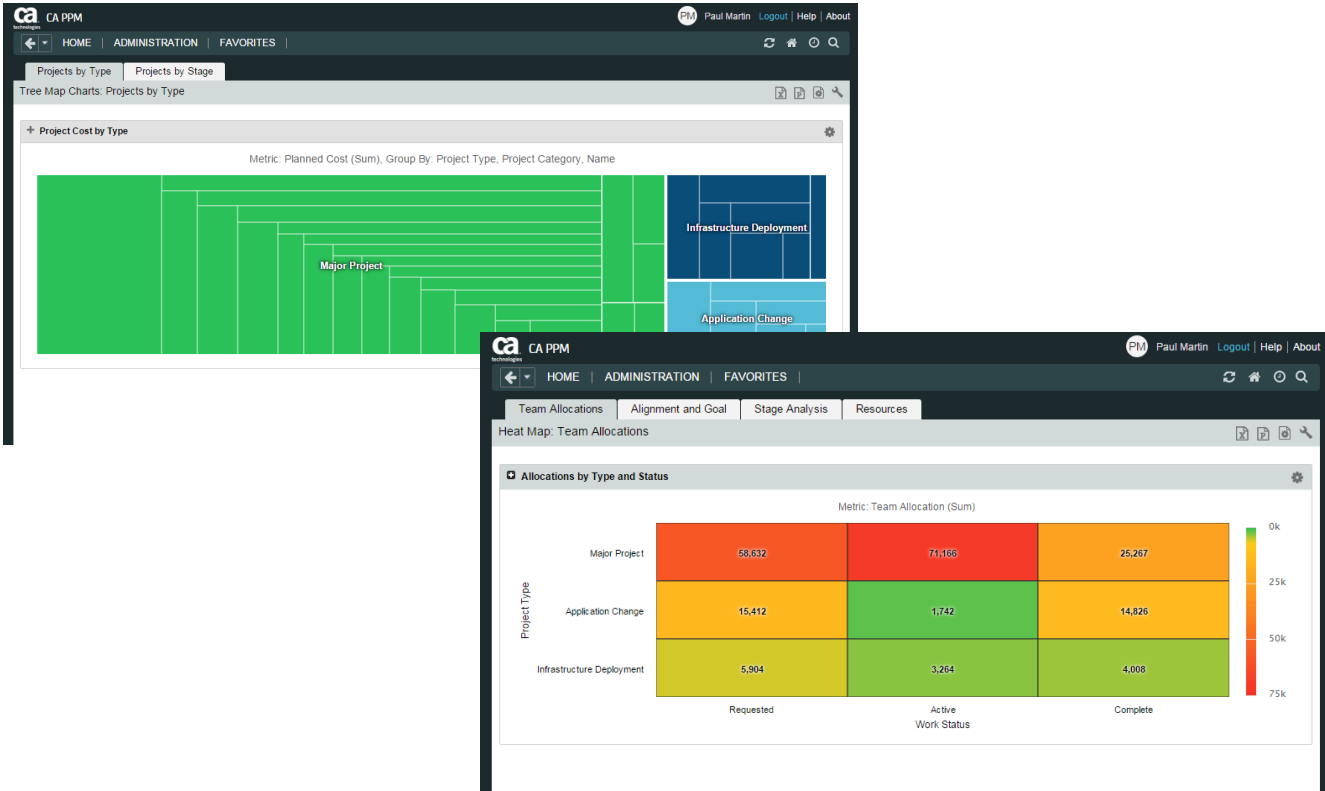 ca CA PPM
technologies
PM Paul Martin Logout | Help | About
HOME | ADMINISTRATION | FAVORITES |
Projects by Type Projects by Stage
Tree Map Charts: Projects by Type
Project Cost by Type
Metric: Planned Cost (Sum), Group By: Project Type, Project Category, Name
Infrastructure Deployment
Major Project
Application Change
ca CA PPM
technologies
PM Paul Martin Logout | Help | About
HOME | ADMINISTRATION | FAVORITES |
Team Allocations Alignment and Goal Stage Analysis Resources
Heat Map: Team Allocations
Allocations by Type and Status
Metric: Team Allocation (Sum)
0k
Major Project 58,632 71,166 25,267
25k
Project Type
Application Change 15,412 1,742 14,826
50k
Infrastructure Deployment 5,904 3,264 4,008
75k
Requested Active Complete
Work Status